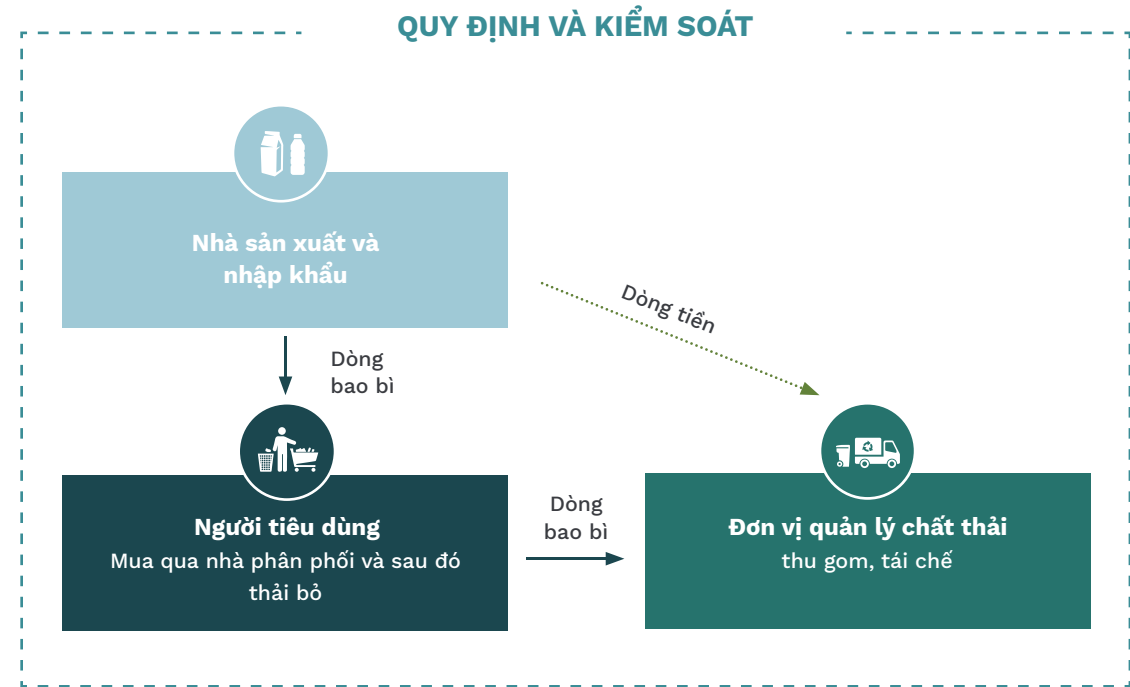 QUY ĐỊNH VÀ KIỂM SOÁT
Nhà sản xuất và
nhập khẩu
Dòng tiền
Dòng
bao bì
Người tiêu dùng
Mua qua nhà phân phối và sau đó
thải bỏ
Dòng
bao bì
Đơn vị quản lý chất thải
thu gom, tái chế